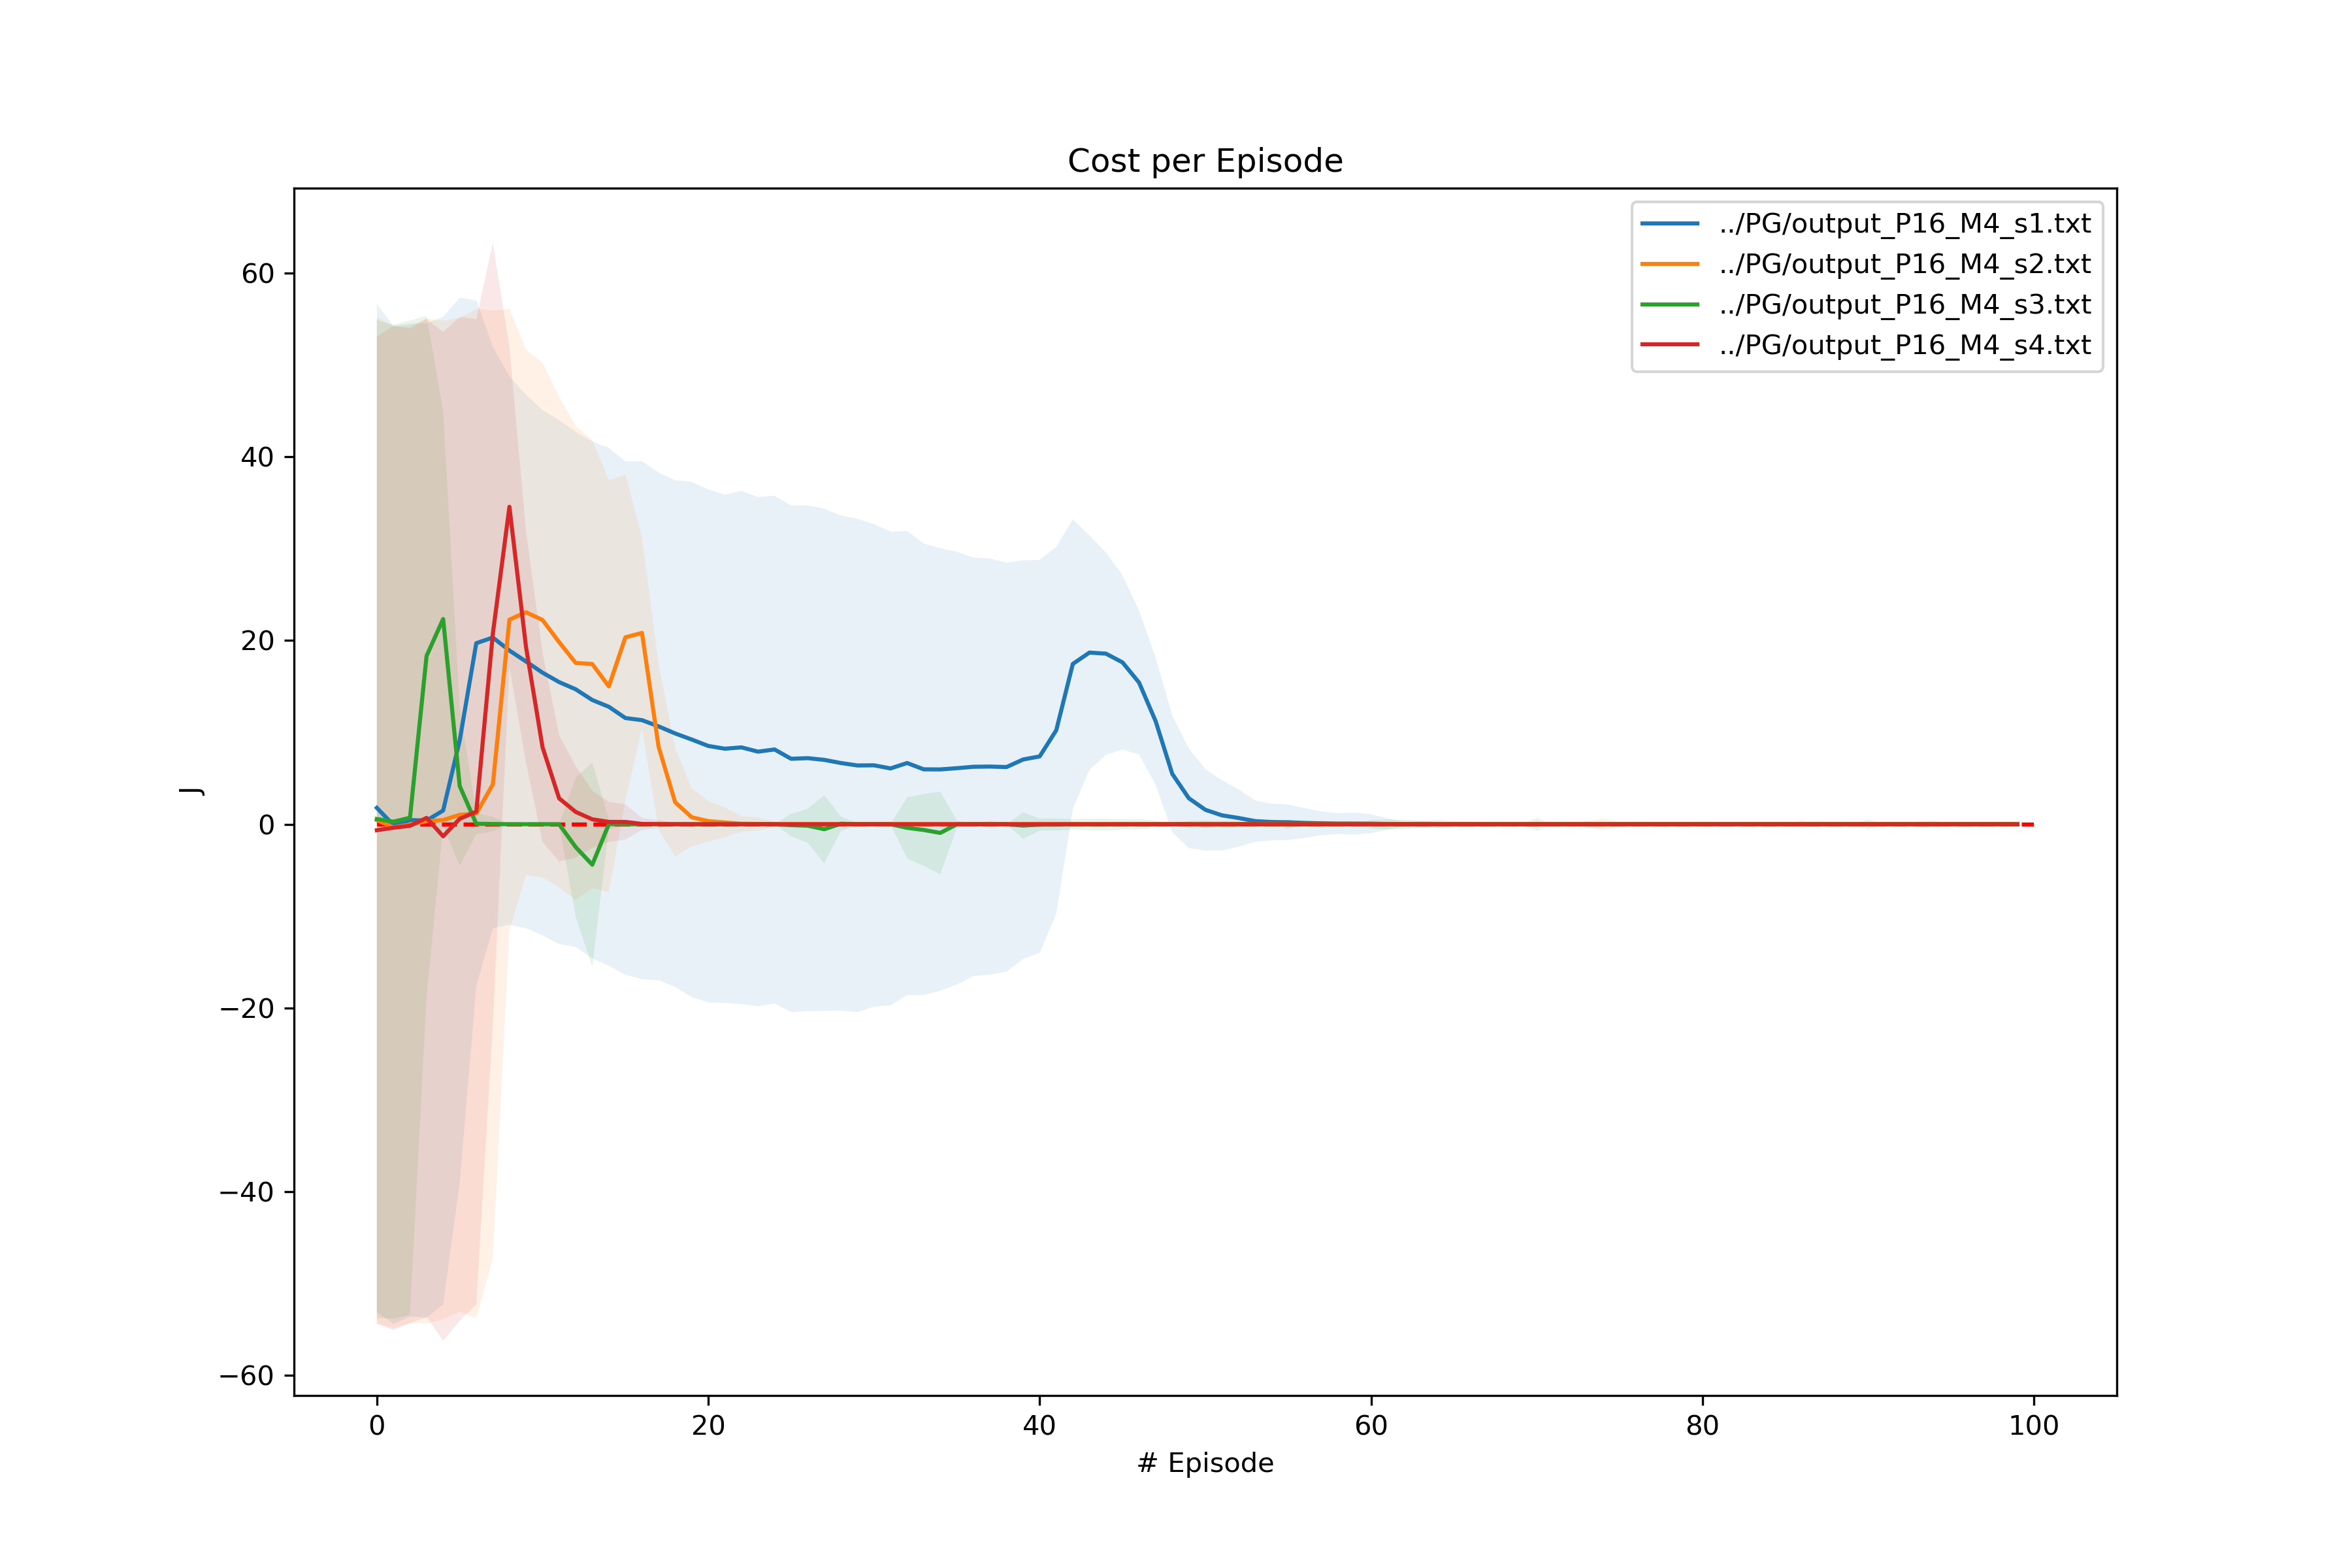 Cost per Episode
../PG/output_P16_M4_s1.txt
../PG/output_P16_M4_s2.txt
../PG/output_P16_M4_s3.txt
../PG/output_P16_M4_s4.txt
60
40
20
0
−20
−40
−60
J
0 20 40 60 80 100
# Episode